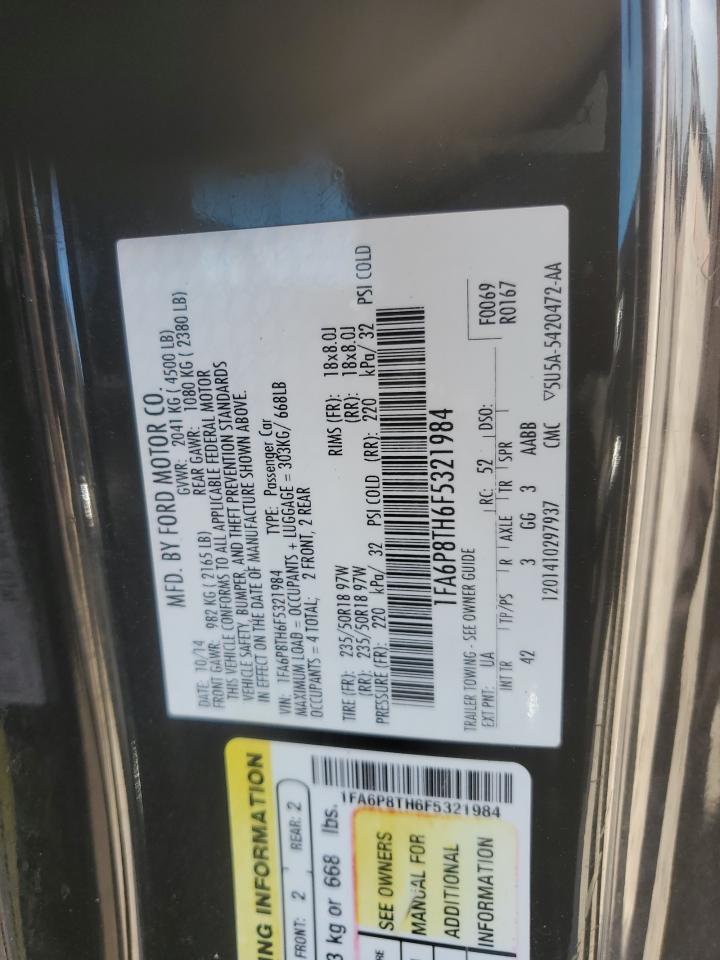 MFD. BY FORD MOTOR CO.
DATE: 10/14 GVWR: 2041 KG ( 4500 LB)
FRONT GAWR: 982 KG ( 2165 LB) REAR GAWR: 1080 KG ( 2380 LB)
THIS VEHICLE CONFORMS TO ALL APPLICABLE FEDERAL MOTOR
VEHICLE SAFETY, BUMPER, AND THEFT PREVENTION STANDARDS
IN EFFECT ON THE DATE OF MANUFACTURE SHOWN ABOVE.
VIN: 1FA6P8TH6F5321984 TYPE: Passenger Car
MAXIMUM LOAD = OCCUPANTS + LUGGAGE = 303KG/ 668LB
OCCUPANTS = 4 TOTAL; 2 FRONT, 2 REAR
TIRE (FR): 235/50R18 97W RIMS (FR): 18x8.0J
(RR): 235/50R18 97W (RR): 18x8.0J
PRESSURE (FR): 220 kPa/ 32 PSI COLD (RR): 220 kPa/ 32 PSI COLD
1FA6P8TH6F5321984
TRAILER TOWING - SEE OWNER GUIDE
F0069
EXT PNT: UA RC: 52 DSO: R0167
INT TR TP/PS R AXLE TR SPR
42 3 GG 3 AABB
1201410297937 CMC ▽5U5A-5420472-AA
NG INFORMATION
FRONT: 2 REAR: 2
3 kg or 668 lbs.
1FA6P8TH6F5321984
SEE OWNERS
MANUAL FOR
ADDITIONAL
INFORMATION